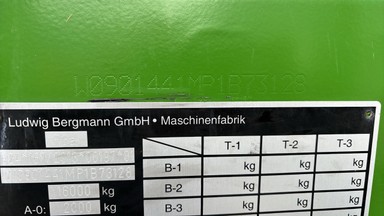 W0901441MP1B73128
Ludwig Bergmann GmbH • Maschinenfabrik
T-1 T-2 T-3
B-1 kg kg kg
kg B-2 kg kg kg
A-0: kg B-3 kg kg kg